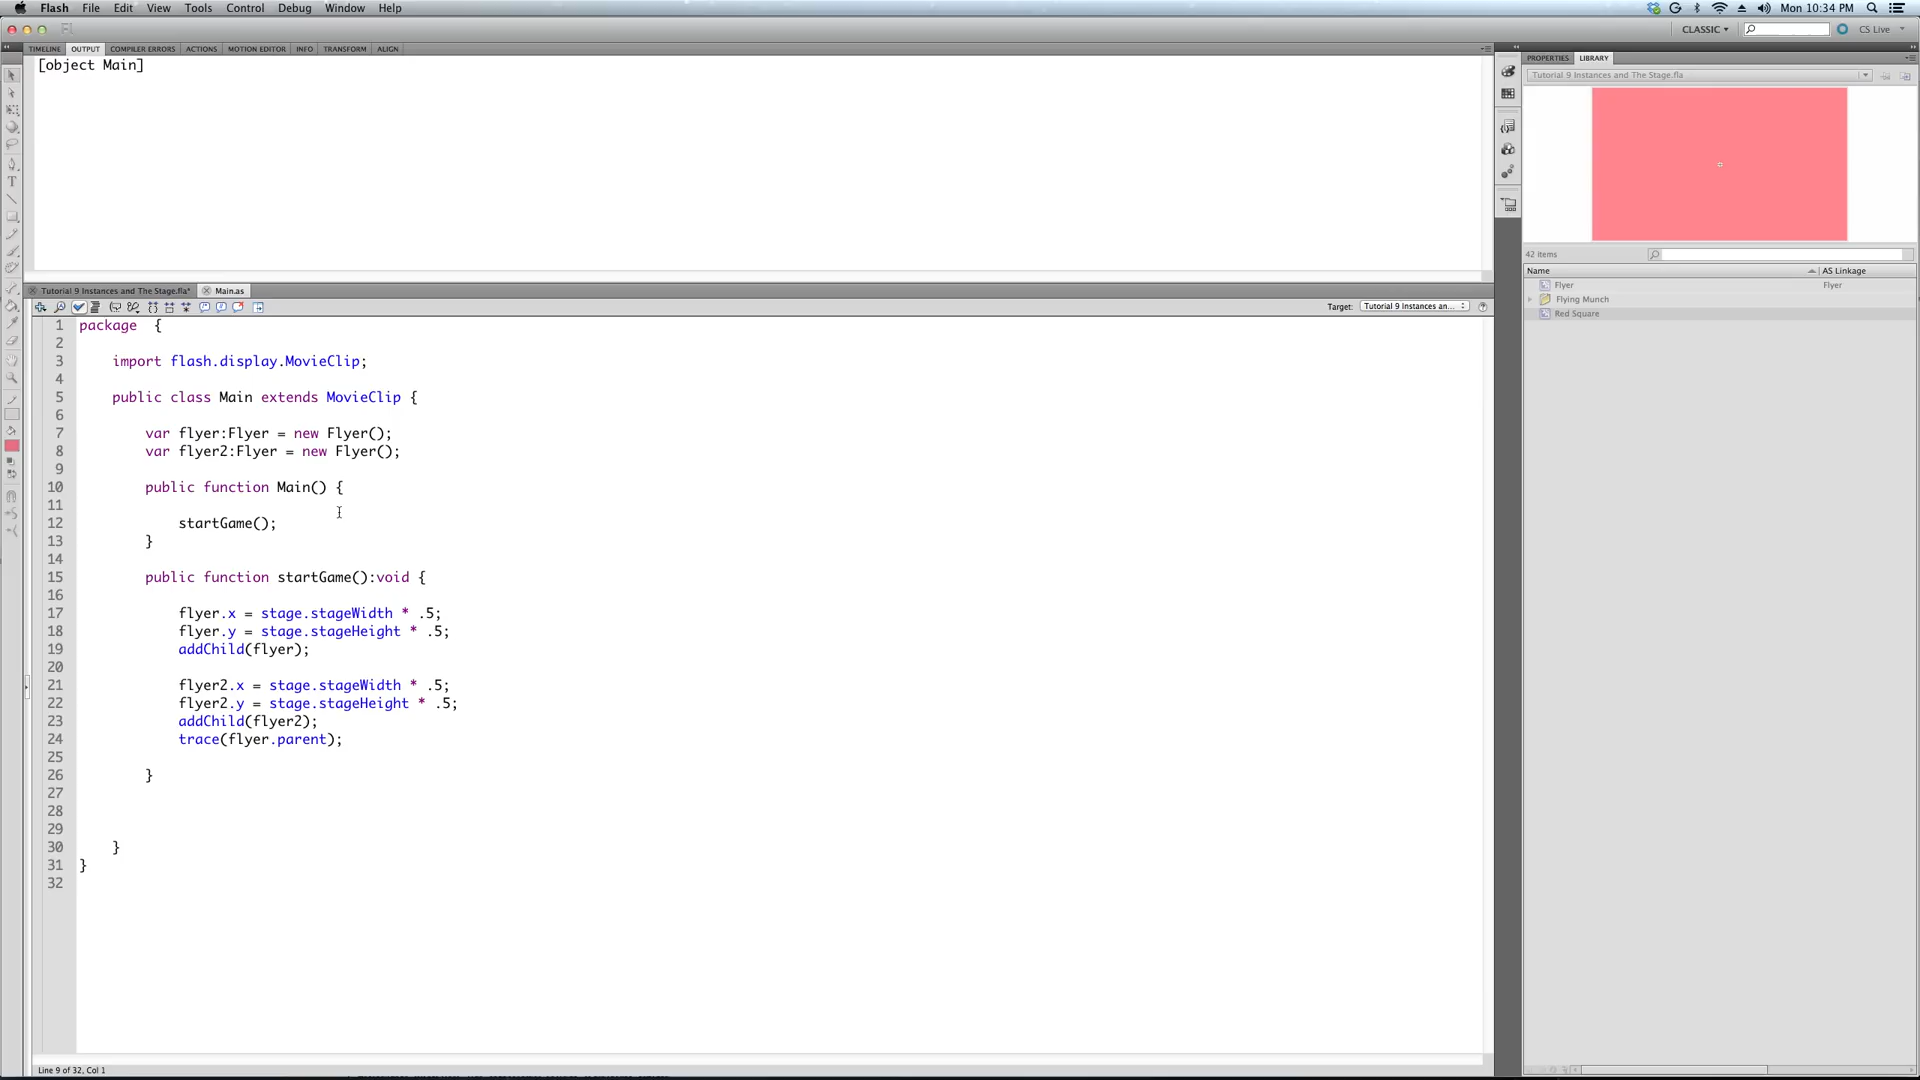 Flash File Edit View Tools Control Debug Window Help Mon 10:34 PM
CLASSIC CS Live
TIMELINE OUTPUT COMPILER ERRORS ACTIONS MOTION EDITOR INFO TRANSFORM ALIGN
[object Main]
PROPERTIES LIBRARY
Tutorial 9 Instances and The Stage.fla
42 items
Name AS Linkage
Flyer Flyer
Flying Munch
Red Square
Tutorial 9 Instances and The Stage.fla* Main.as
Target: Tutorial 9 Instances an...
1 package {
2
3 import flash.display.MovieClip;
4
5 public class Main extends MovieClip {
6
7 var flyer:Flyer = new Flyer();
8 var flyer2:Flyer = new Flyer();
9
10 public function Main() {
11
12 startGame();
13 }
14
15 public function startGame():void {
16
17 flyer.x = stage.stageWidth * .5;
18 flyer.y = stage.stageHeight * .5;
19 addChild(flyer);
20
21 flyer2.x = stage.stageWidth * .5;
22 flyer2.y = stage.stageHeight * .5;
23 addChild(flyer2);
24 trace(flyer.parent);
25
26 }
27
28
29
30 }
31 }
32
Line 9 of 32, Col 1